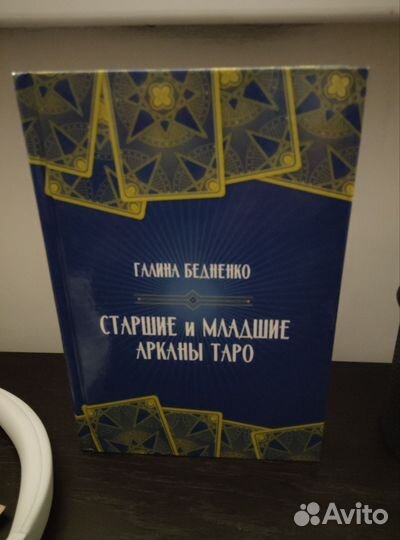 ГАЛИНА БЕДНЕНКО
СТАРШИЕ и МЛАДШИЕ
АРКАНЫ ТАРО
Avito